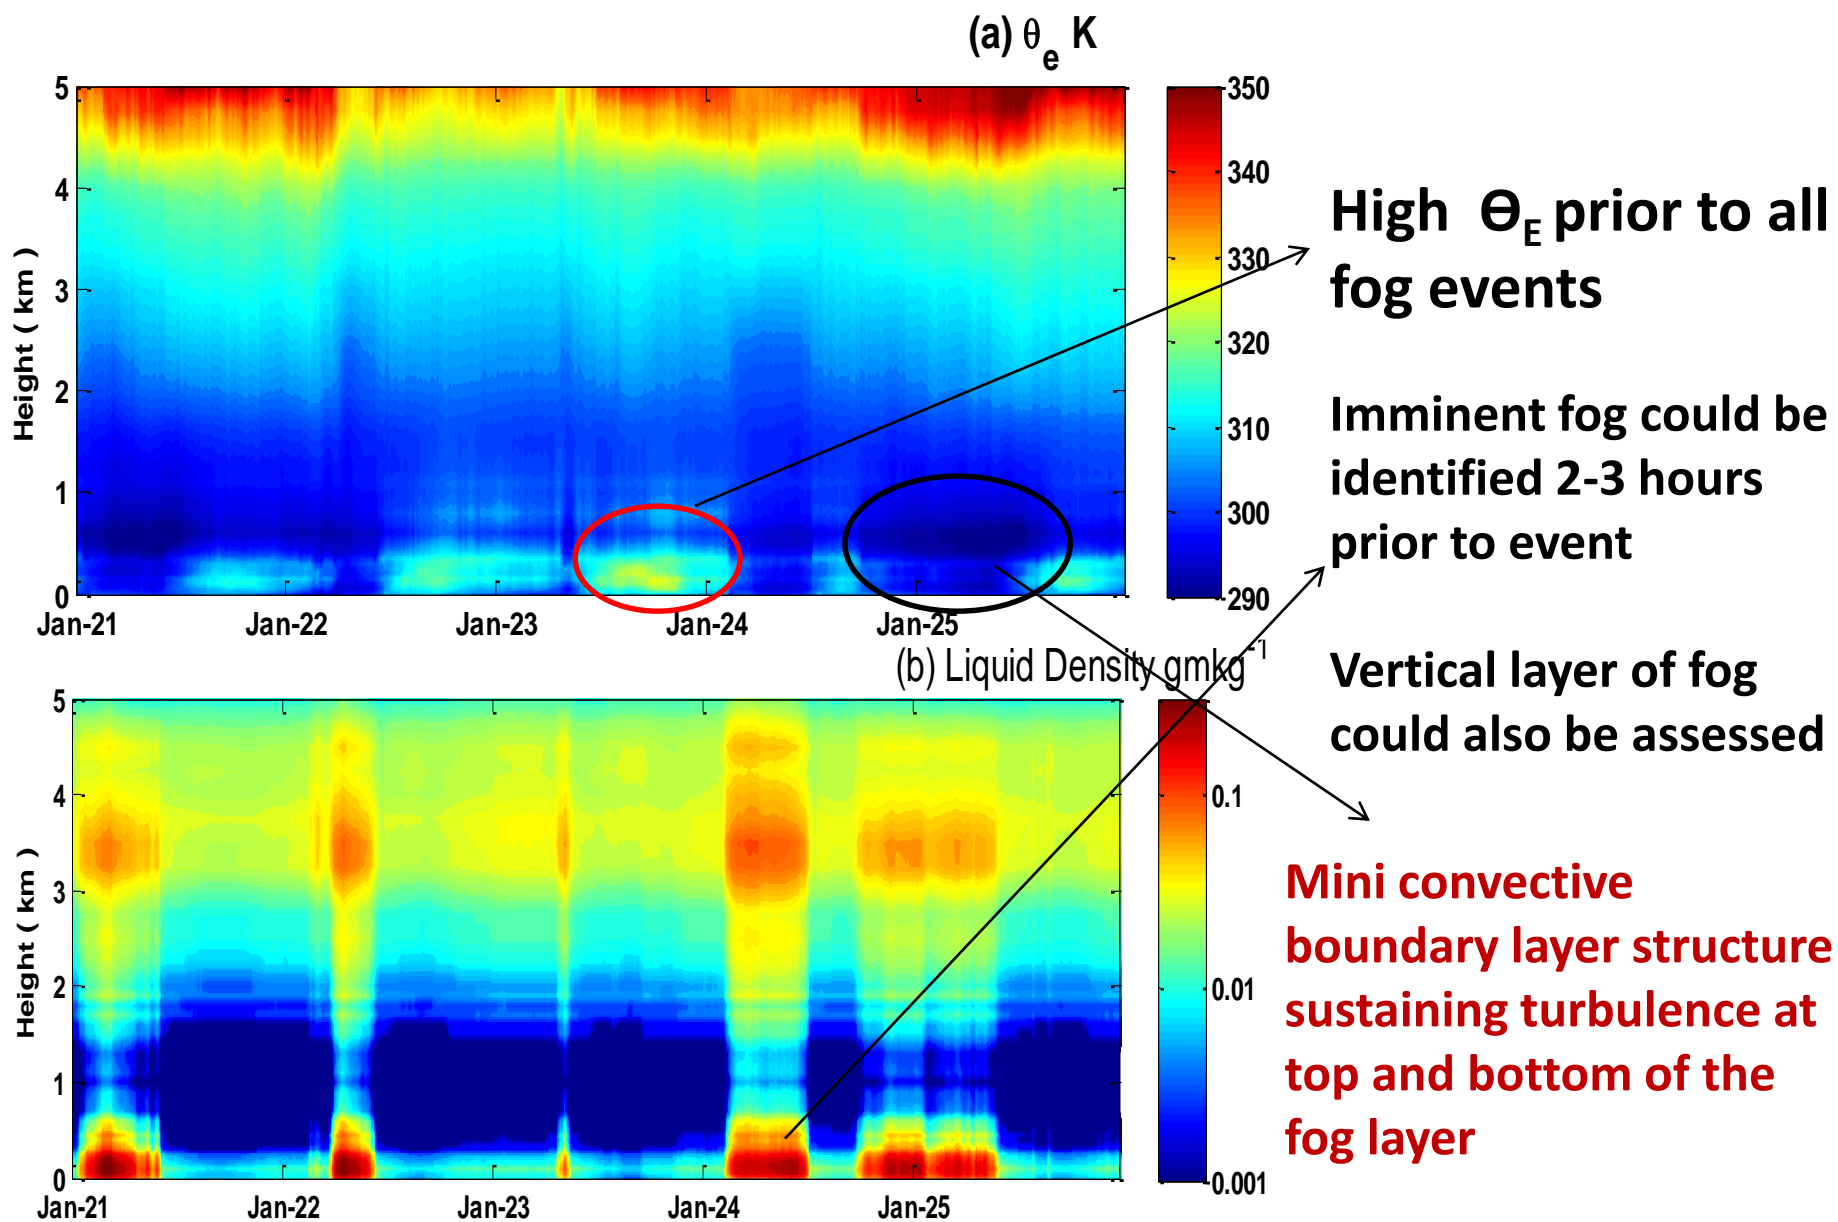 (a) θe K
5
4
3
2
1
0
Height ( km )
Jan-21
Jan-22
Jan-23
Jan-24
Jan-25
350
340
330
320
310
300
290
High ϴE prior to all
fog events
Imminent fog could be
identified 2-3 hours
prior to event
Vertical layer of fog
could also be assessed
Mini convective
boundary layer structure
sustaining turbulence at
top and bottom of the
fog layer
(b) Liquid Density gmkg-1
5
4
3
2
1
0
Height ( km )
Jan-21
Jan-22
Jan-23
Jan-24
Jan-25
0.1
0.01
0.001